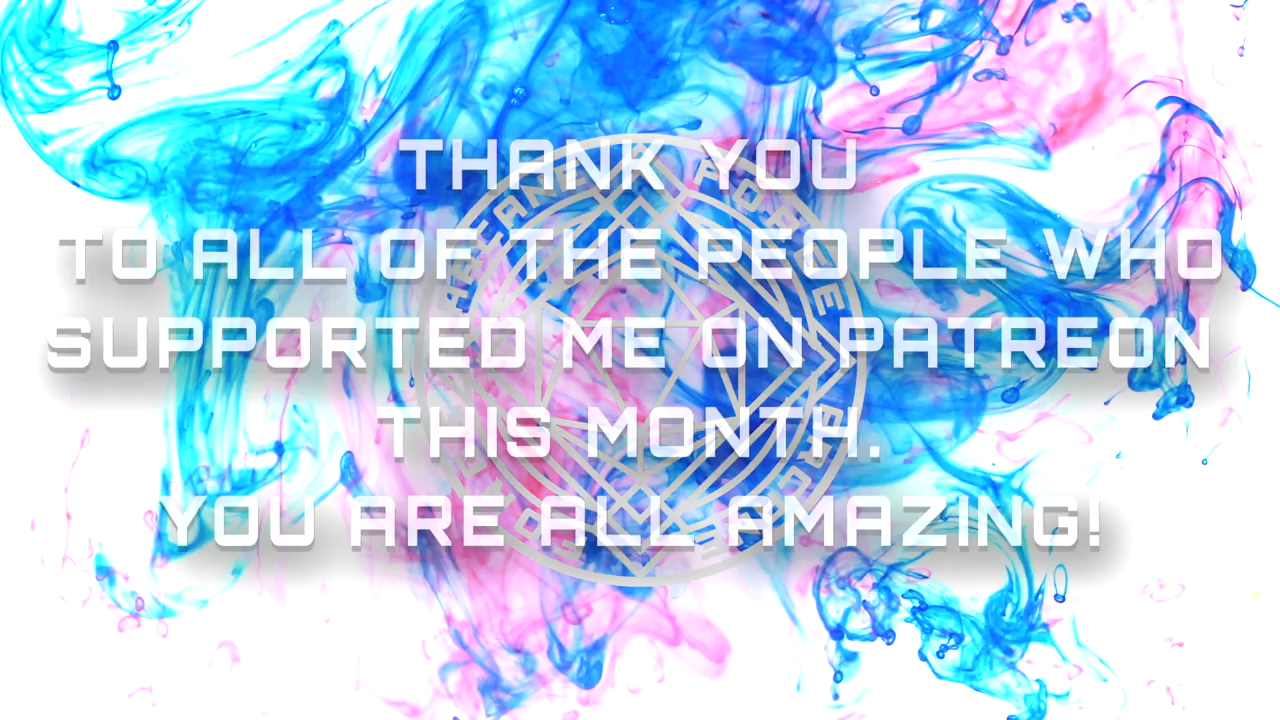 THANK YOU
TO ALL OF THE PEOPLE WHO
SUPPORTED ME ON PATREON
THIS MONTH.
YOU ARE ALL AMAZING!